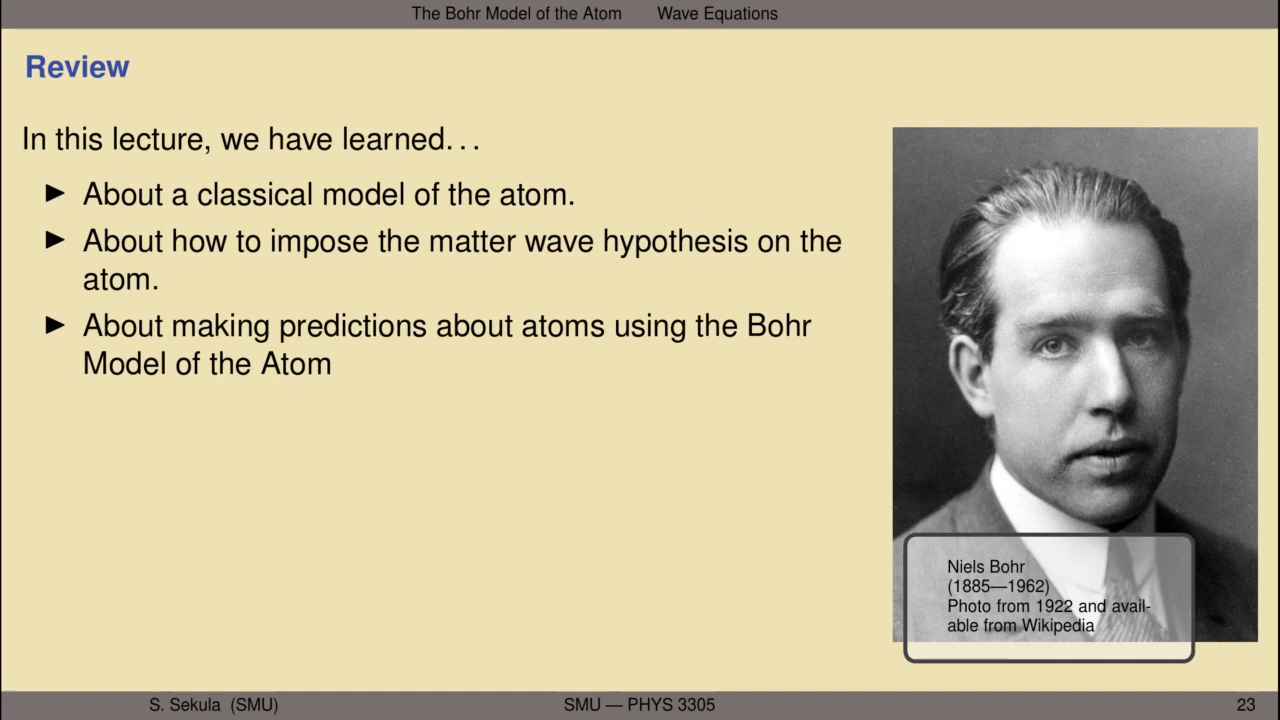 The Bohr Model of the Atom Wave Equations
Review
In this lecture, we have learned. . .
▶ About a classical model of the atom.
▶ About how to impose the matter wave hypothesis on the
atom.
▶ About making predictions about atoms using the Bohr
Model of the Atom
Niels Bohr
(1885—1962)
Photo from 1922 and avail-
able from Wikipedia
S. Sekula (SMU)
SMU — PHYS 3305
23